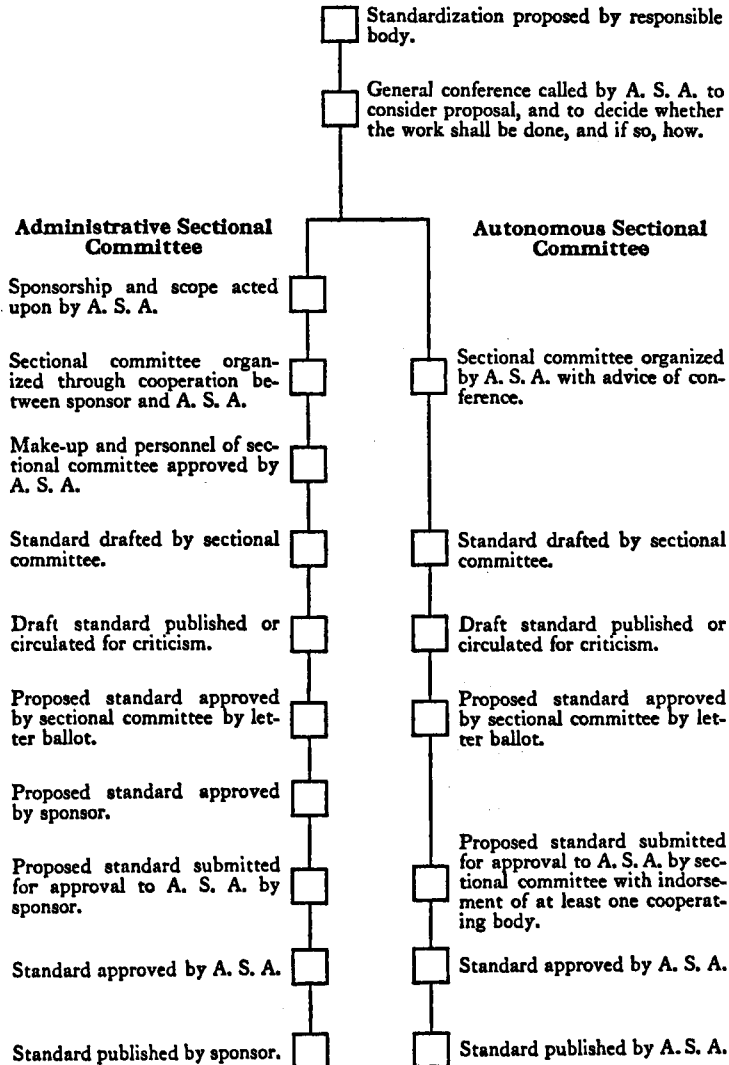 Standardization proposed by responsible
body.
General conference called by A. S. A. to
consider proposal, and to decide whether
the work shall be done, and if so, how.
Administrative Sectional
Committee
Sponsorship and scope acted
upon by A. S. A.
Sectional committee organ-
ized through cooperation be-
tween sponsor and A. S. A.
Make-up and personnel of sec-
tional committee approved by
A. S. A.
Standard drafted by sectional
committee.
Draft standard published or
circulated for criticism.
Proposed standard approved
by sectional committee by let-
ter ballot.
Proposed standard approved
by sponsor.
Proposed standard submitted
for approval to A. S. A. by
sponsor.
Standard approved by A. S. A.
Standard published by sponsor.
Autonomous Sectional
Committee
Sectional committee organized
by A. S. A. with advice of con-
ference.
Standard drafted by sectional
committee.
Draft standard published or
circulated for criticism.
Proposed standard approved
by sectional committee by let-
ter ballot.
Proposed standard submitted
for approval to A. S. A. by sec-
tional committee with indorse-
ment of at least one cooperat-
ing body.
Standard approved by A. S. A.
Standard published by A. S. A.